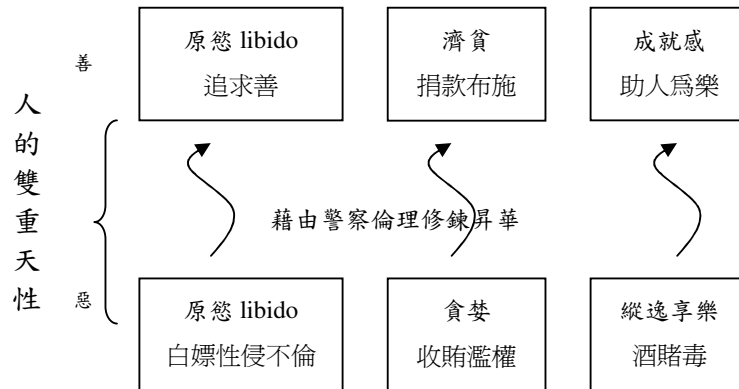 人的雙重天性
善
原慾 libido
追求善
濟貧
捐款布施
成就感
助人為樂
藉由警察倫理修鍊昇華
惡
原慾 libido
白嫖性侵不倫
貪婪
收賄濫權
縱逸享樂
酒賭毒